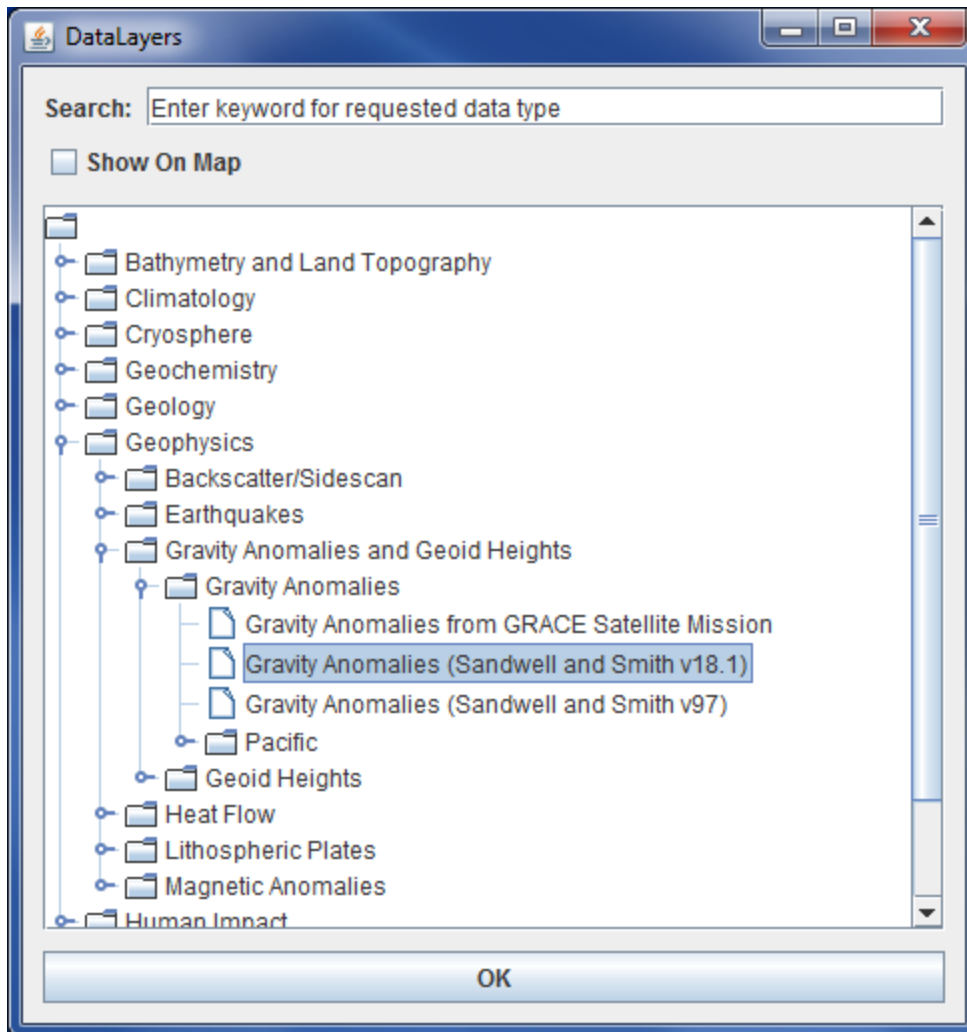 DataLayers
Search: Enter keyword for requested data type
Show On Map
Bathymetry and Land Topography
Climatology
Cryosphere
Geochemistry
Geology
Geophysics
Backscatter/Sidescan
Earthquakes
Gravity Anomalies and Geoid Heights
Gravity Anomalies
Gravity Anomalies from GRACE Satellite Mission
Gravity Anomalies (Sandwell and Smith v18.1)
Gravity Anomalies (Sandwell and Smith v97)
Pacific
Geoid Heights
Heat Flow
Lithospheric Plates
Magnetic Anomalies
Human Impact
OK